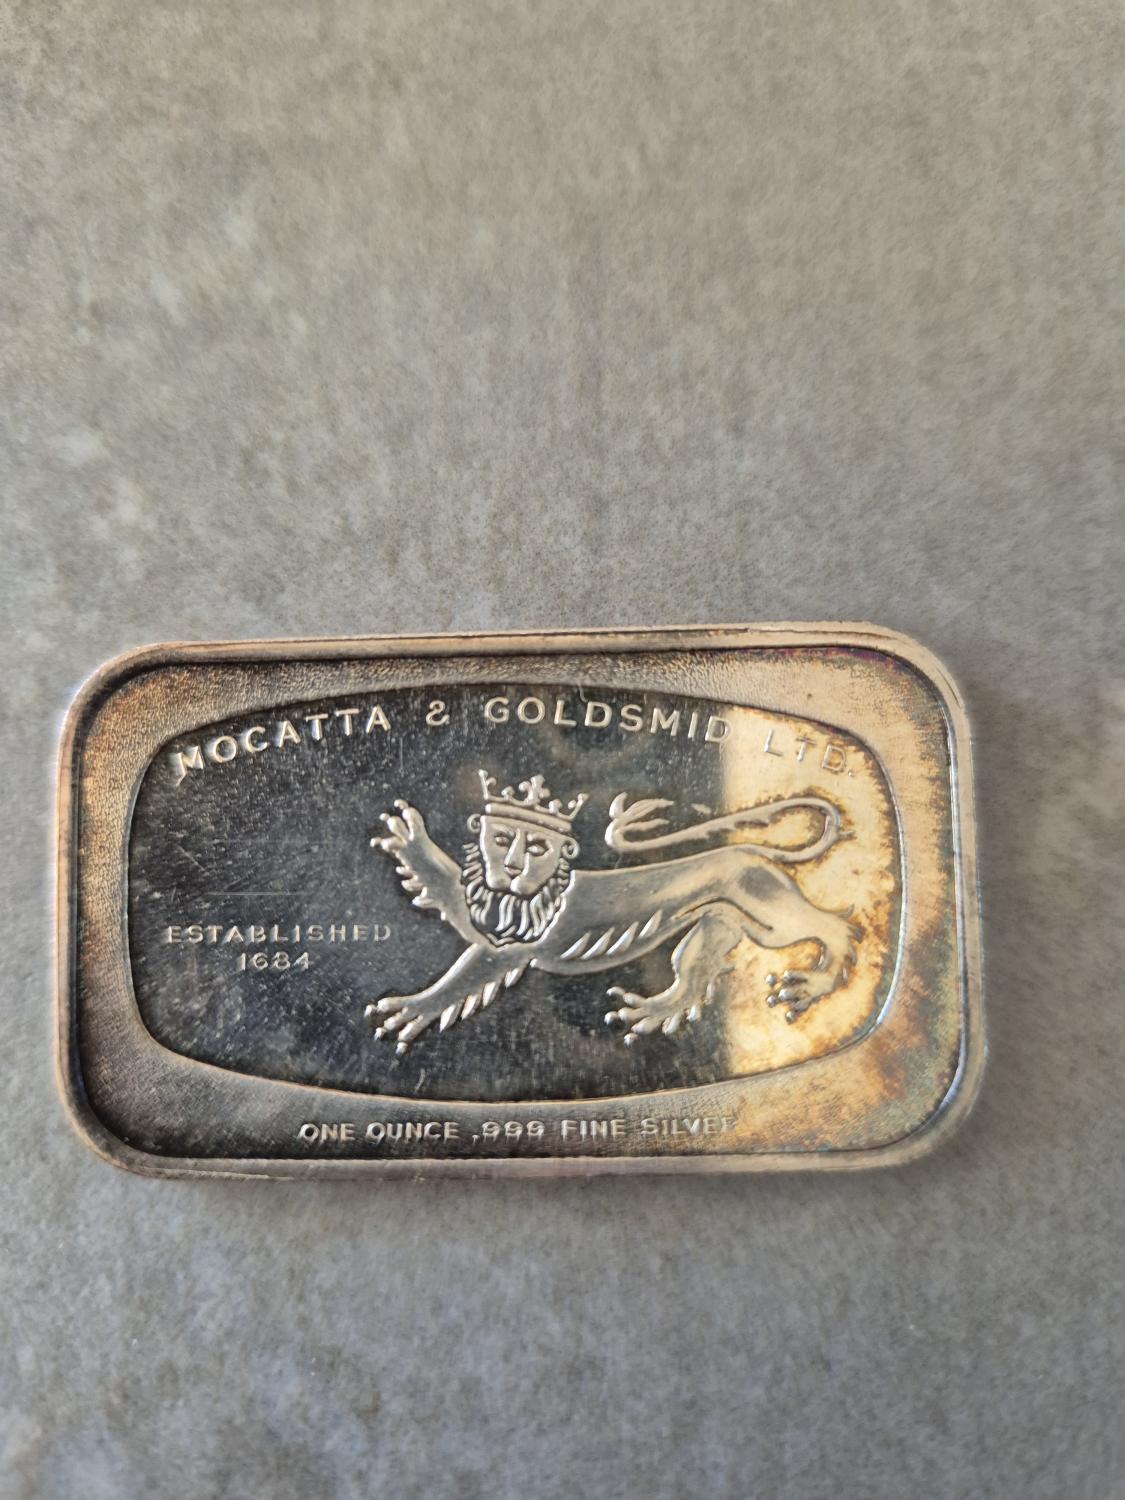 MOCATTA & GOLDSMID LTD.
ESTABLISHED
1684
ONE OUNCE .999 FINE SILVER